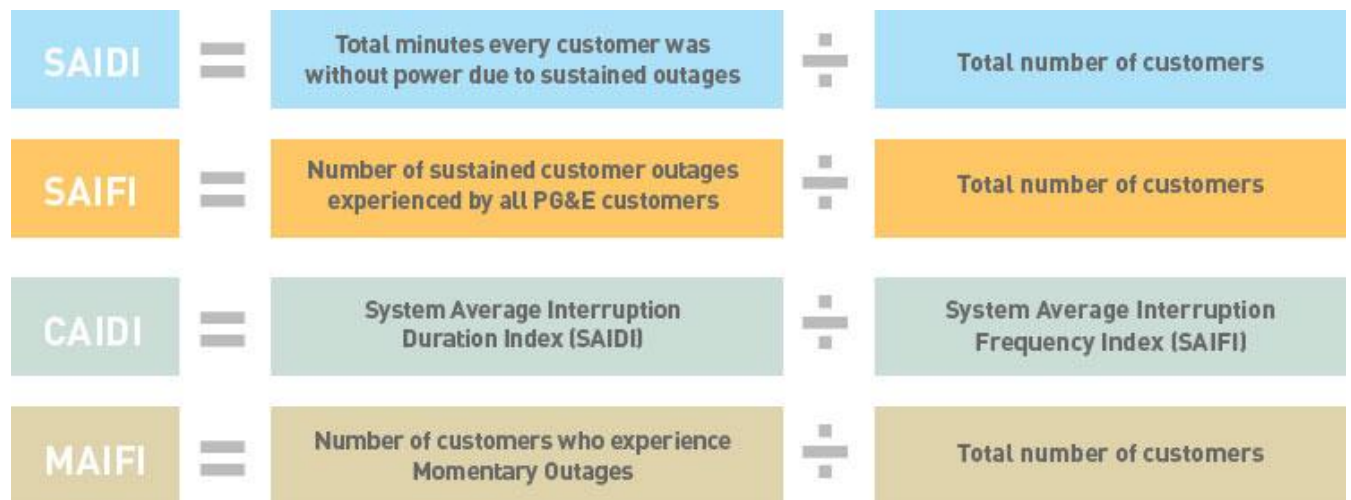 SAIDI
=
Total minutes every customer was
without power due to sustained outages
÷
Total number of customers
SAIFI
=
Number of sustained customer outages
experienced by all PG&E customers
÷
Total number of customers
CAIDI
=
System Average Interruption
Duration Index (SAIDI)
÷
System Average Interruption
Frequency Index (SAIFI)
MAIFI
=
Number of customers who experience
Momentary Outages
÷
Total number of customers